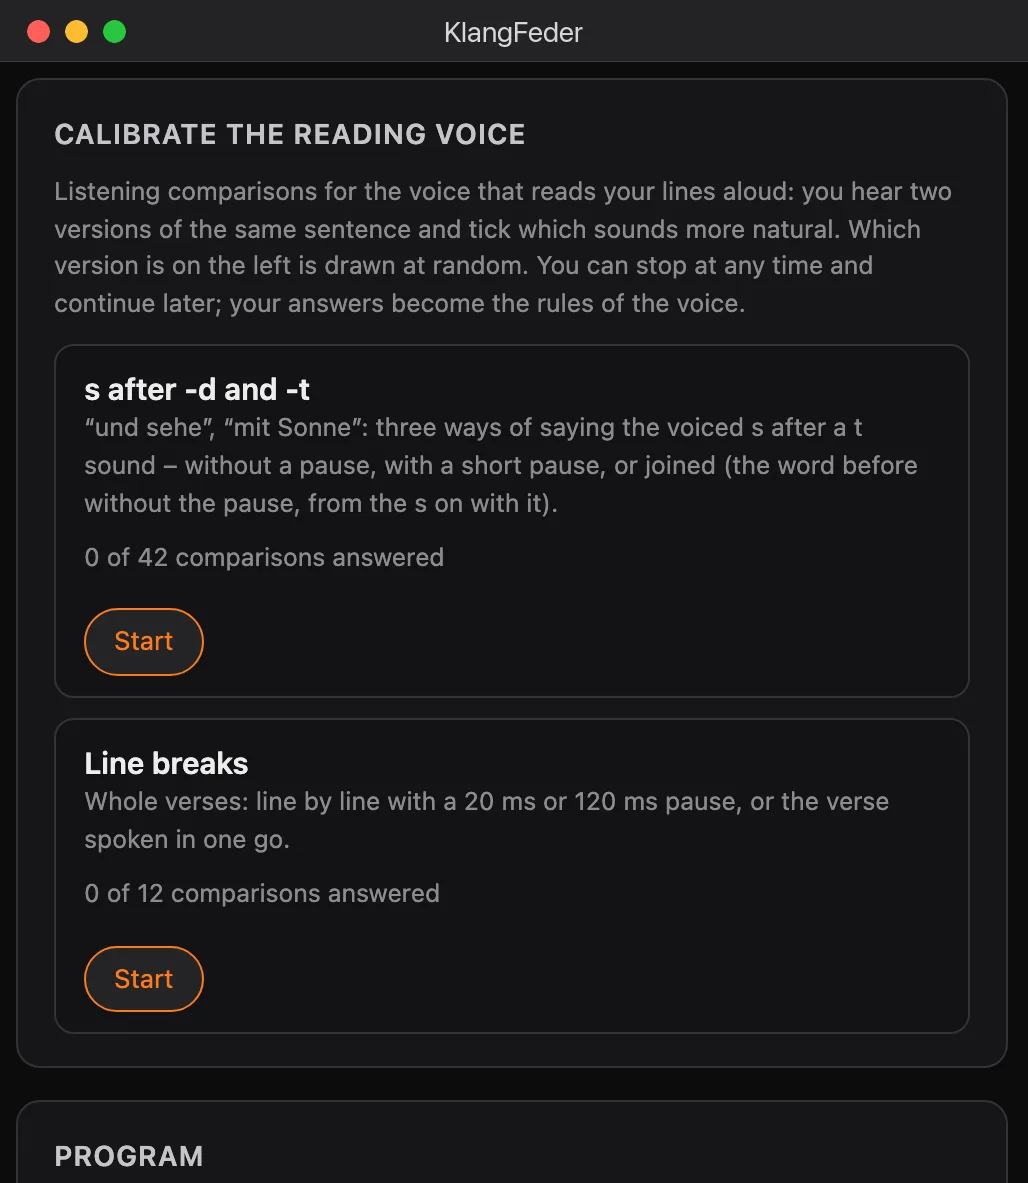 KlangFeder
CALIBRATE THE READING VOICE
Listening comparisons for the voice that reads your lines aloud: you hear two
versions of the same sentence and tick which sounds more natural. Which
version is on the left is drawn at random. You can stop at any time and
continue later; your answers become the rules of the voice.
s after -d and -t
“und sehe”, “mit Sonne”: three ways of saying the voiced s after a t
sound – without a pause, with a short pause, or joined (the word before
without the pause, from the s on with it).
0 of 42 comparisons answered
Start
Line breaks
Whole verses: line by line with a 20 ms or 120 ms pause, or the verse
spoken in one go.
0 of 12 comparisons answered
Start
PROGRAM